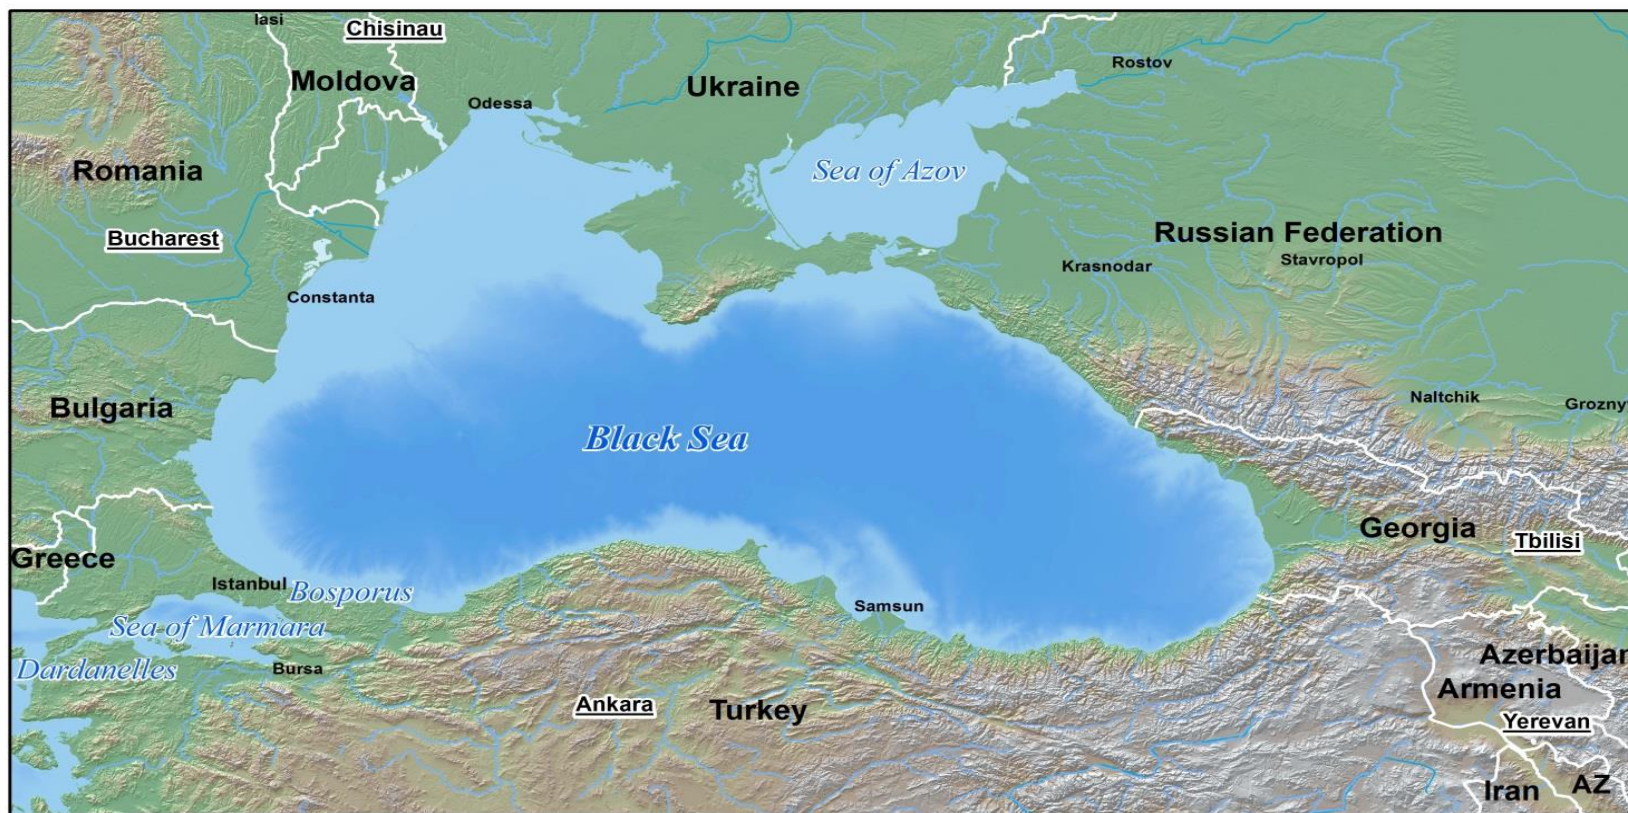 Iasi
Chisinau
Moldova
Odessa
Ukraine
Rostov
Romania
Sea of Azov
Bucharest
Russian Federation
Stavropol
Krasnodar
Constanta
Bulgaria
Naltchik
Grozny
Black Sea
Greece
Georgia
Tbilisi
Istanbul
Bosporus
Samsun
Sea of Marmara
Dardanelles
Bursa
Azerbaijan
Armenia
Ankara
Turkey
Yerevan
Iran
AZ